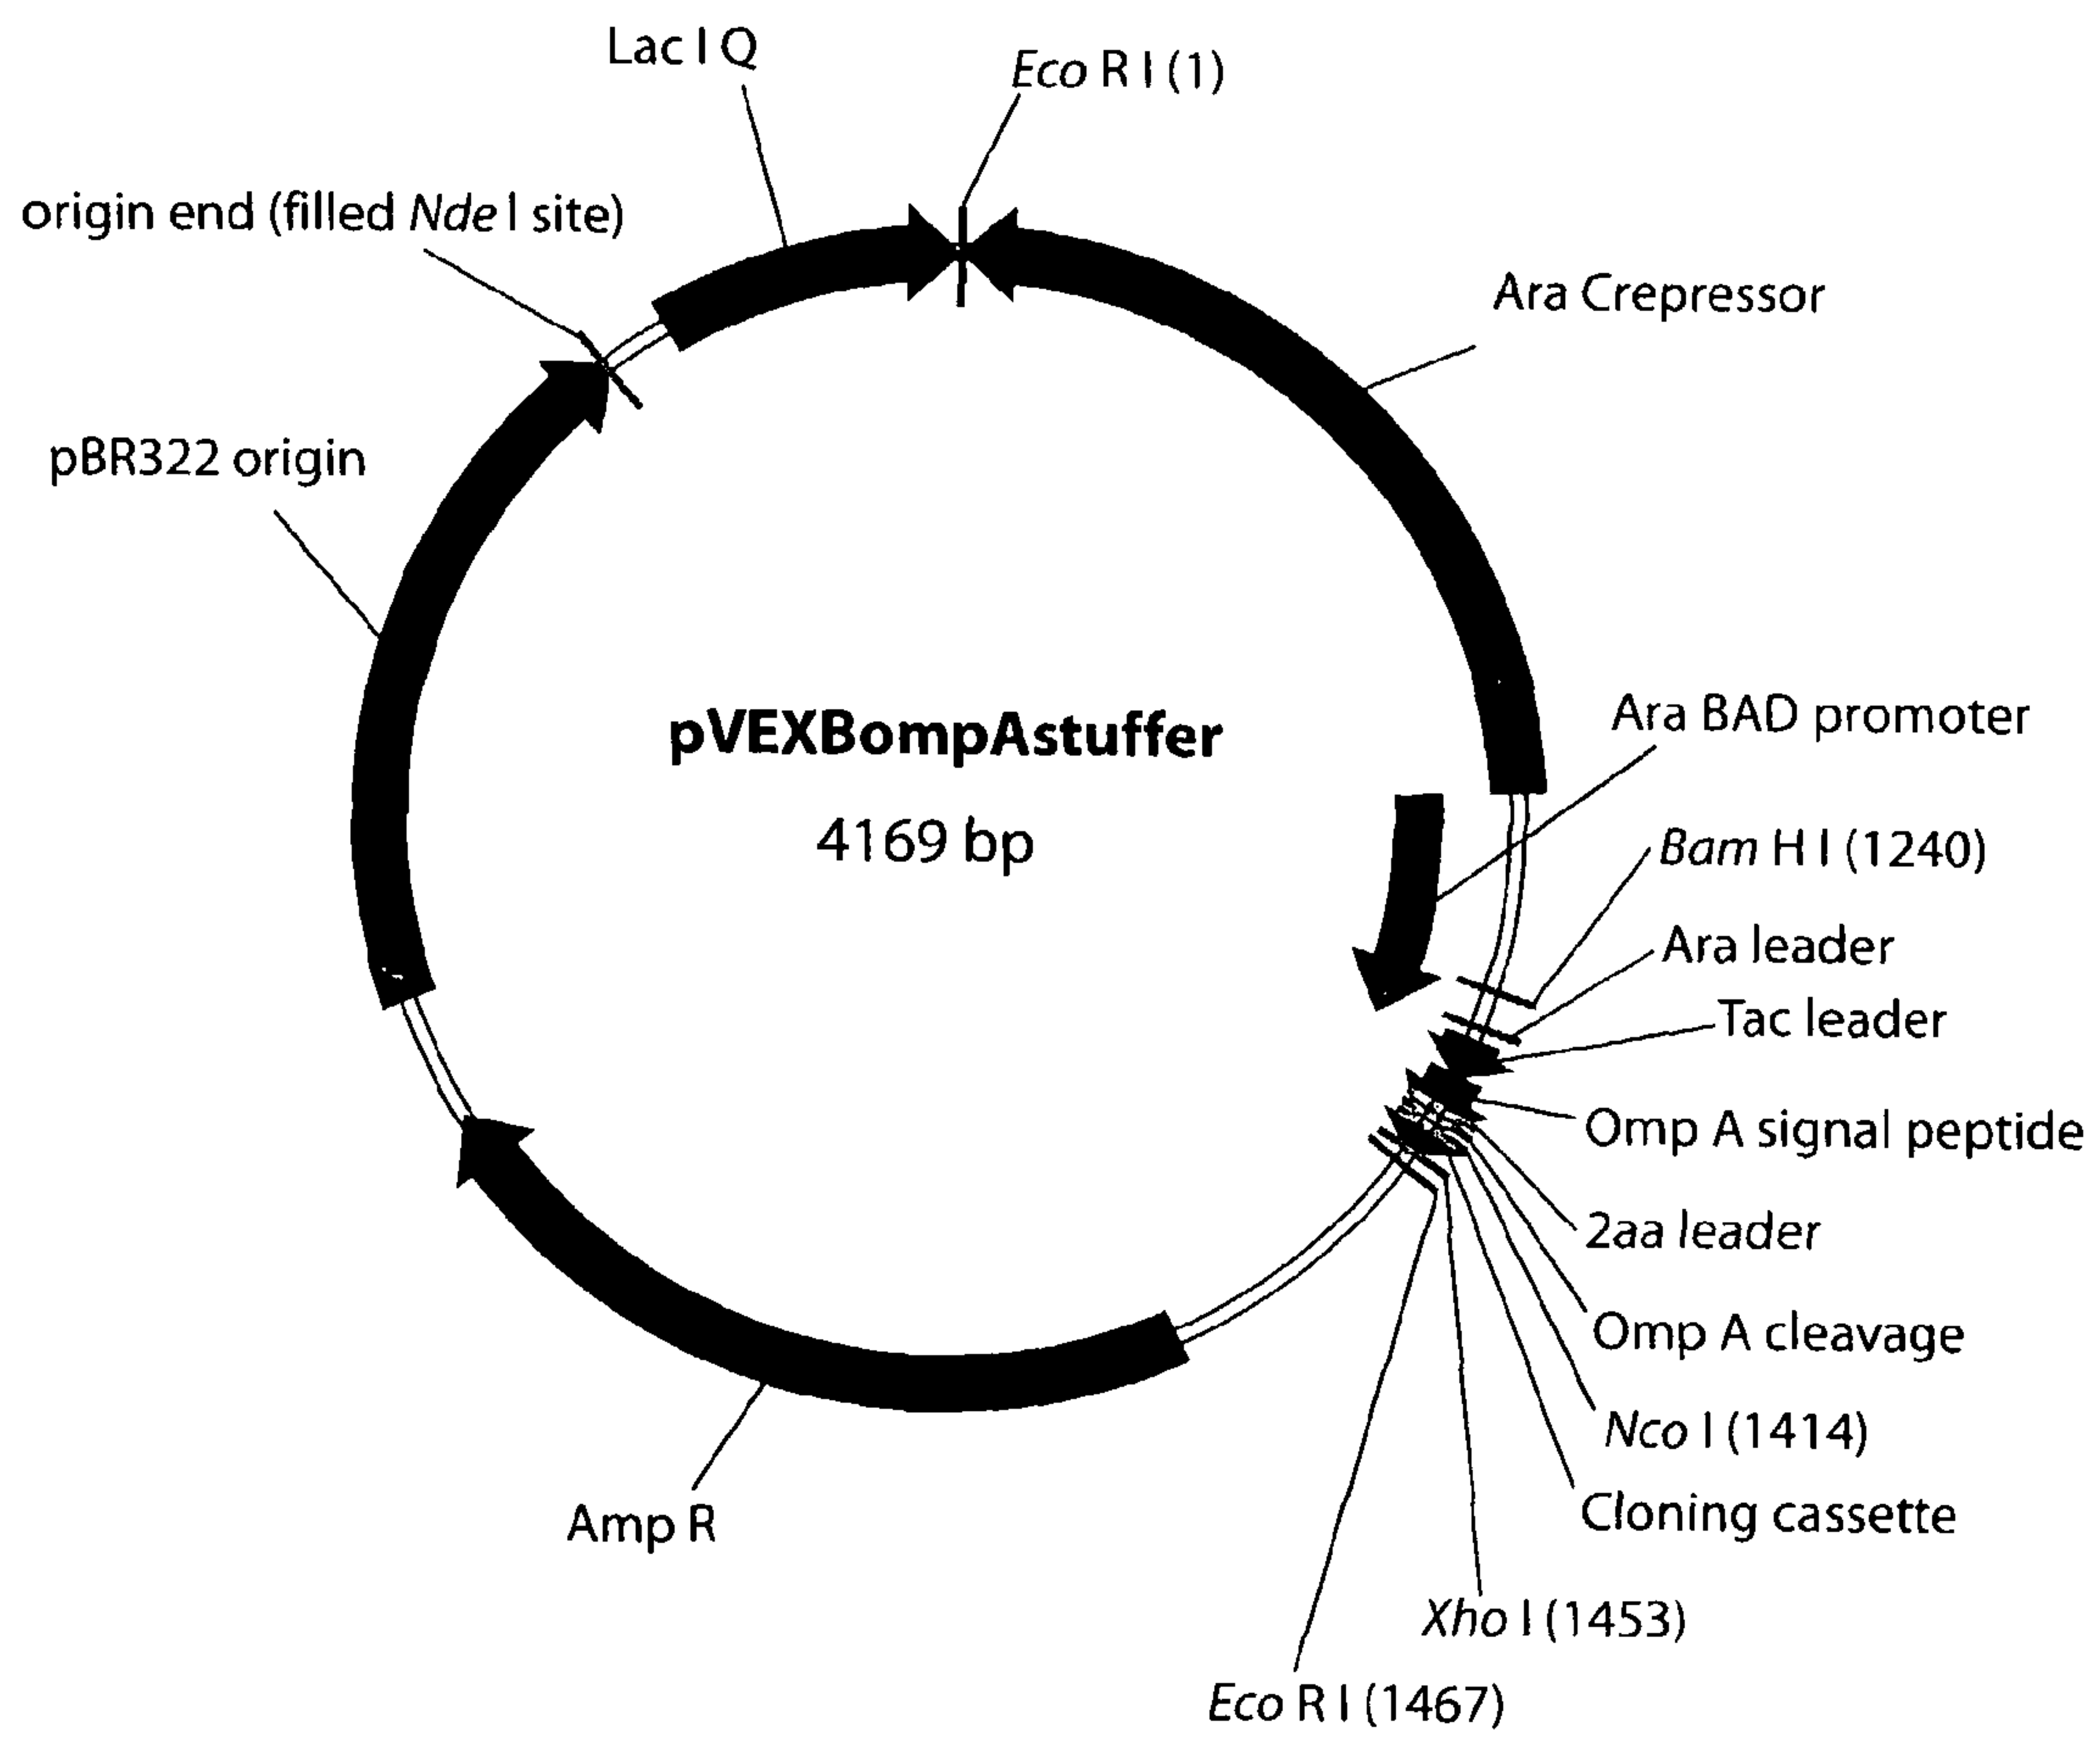 Lac I Q
Eco R I (1)
origin end (filled Nde I site)
Ara Crepressor
pBR322 origin
pVEXBompAstuffer
4169 bp
Ara BAD promoter
Bam H I (1240)
Ara leader
Tac leader
Omp A signal peptide
2aa leader
Omp A cleavage
Nco I (1414)
Cloning cassette
Amp R
Xho I (1453)
Eco R I (1467)